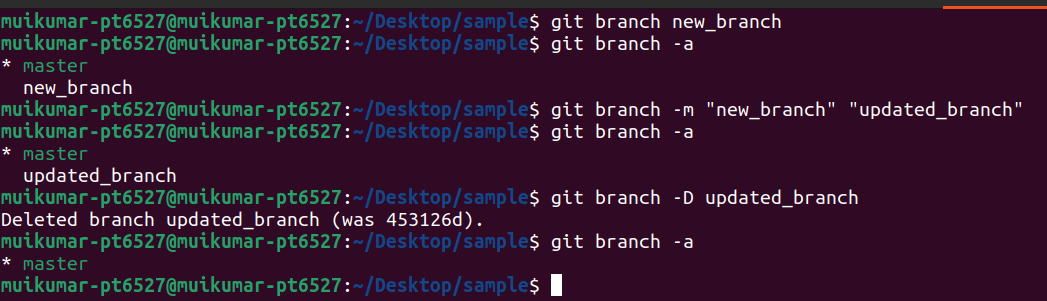 muikumar-pt6527@muikumar-pt6527:~/Desktop/sample$ git branch new_branch
muikumar-pt6527@muikumar-pt6527:~/Desktop/sample$ git branch -a
* master
  new_branch
muikumar-pt6527@muikumar-pt6527:~/Desktop/sample$ git branch -m "new_branch" "updated_branch"
muikumar-pt6527@muikumar-pt6527:~/Desktop/sample$ git branch -a
* master
  updated_branch
muikumar-pt6527@muikumar-pt6527:~/Desktop/sample$ git branch -D updated_branch
Deleted branch updated_branch (was 453126d).
muikumar-pt6527@muikumar-pt6527:~/Desktop/sample$ git branch -a
* master
muikumar-pt6527@muikumar-pt6527:~/Desktop/sample$